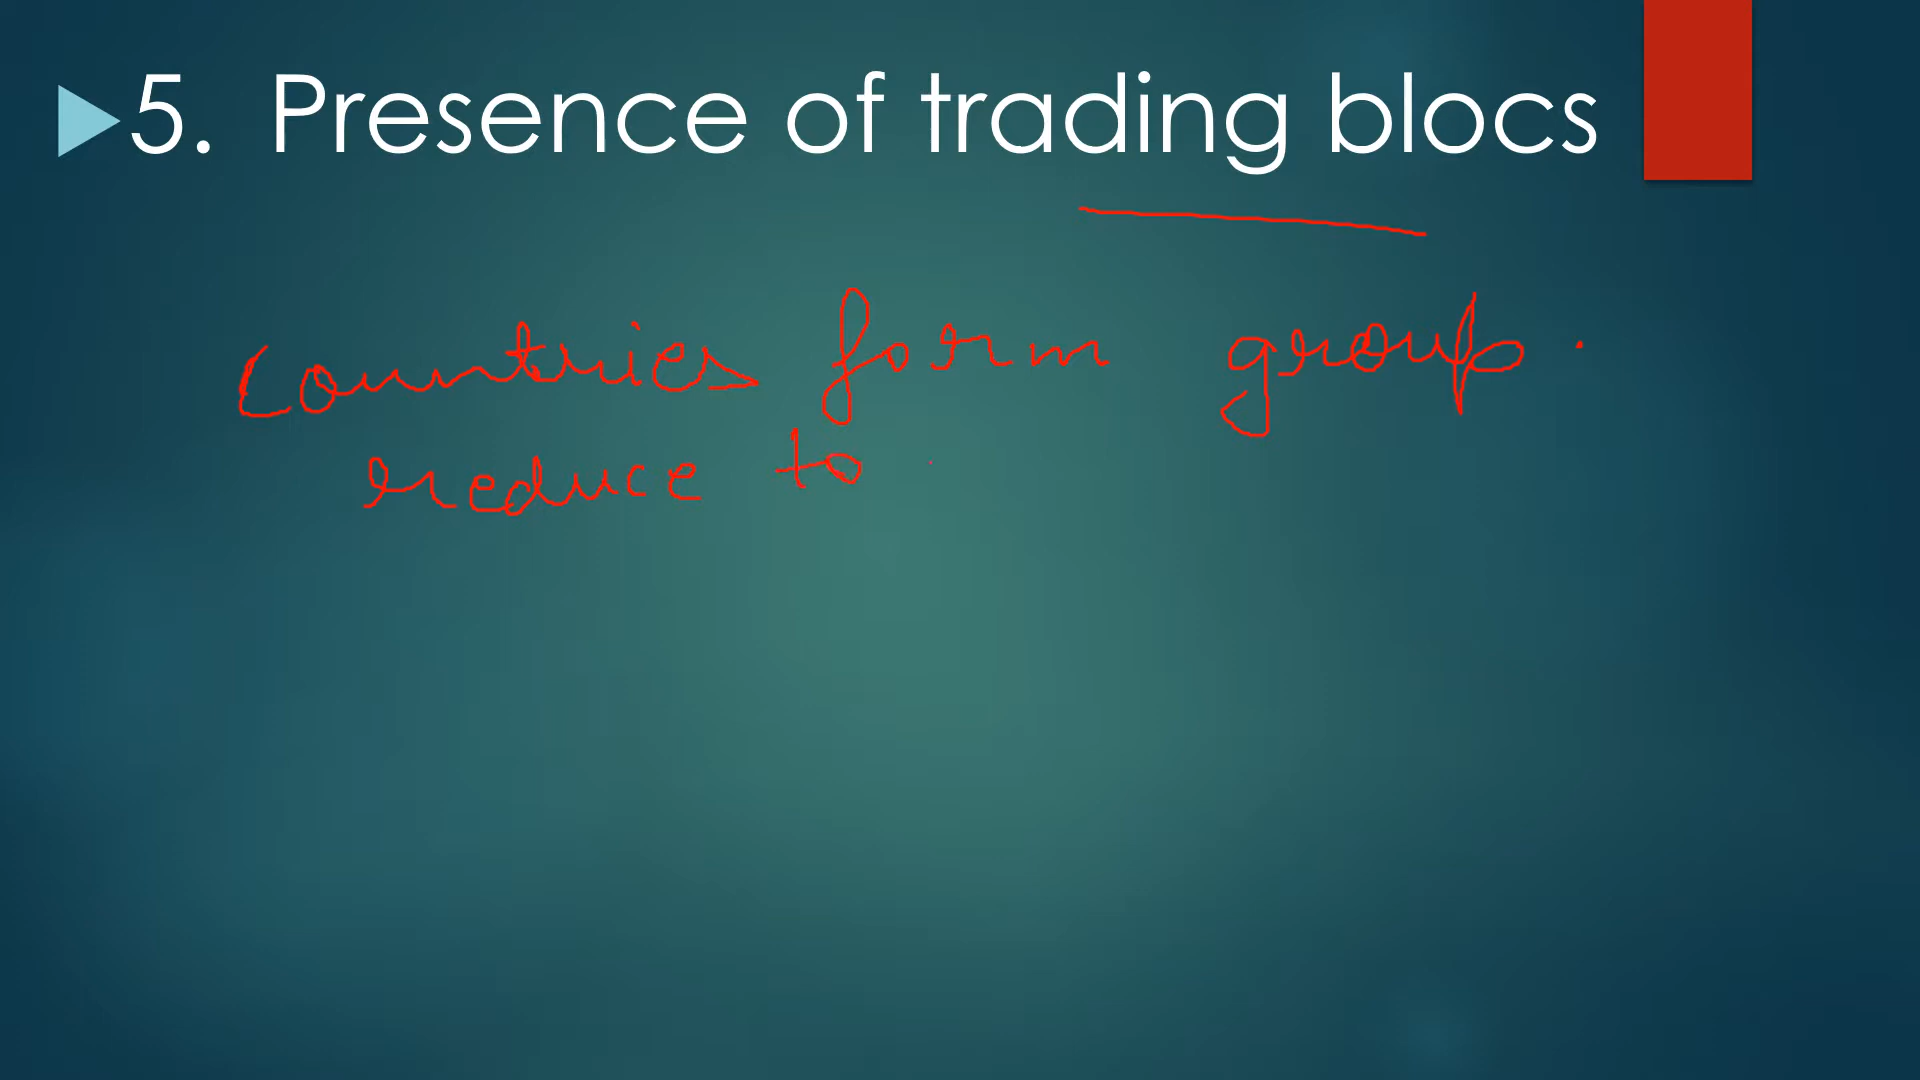 5. Presence of trading blocs
Countries form group.
reduce to